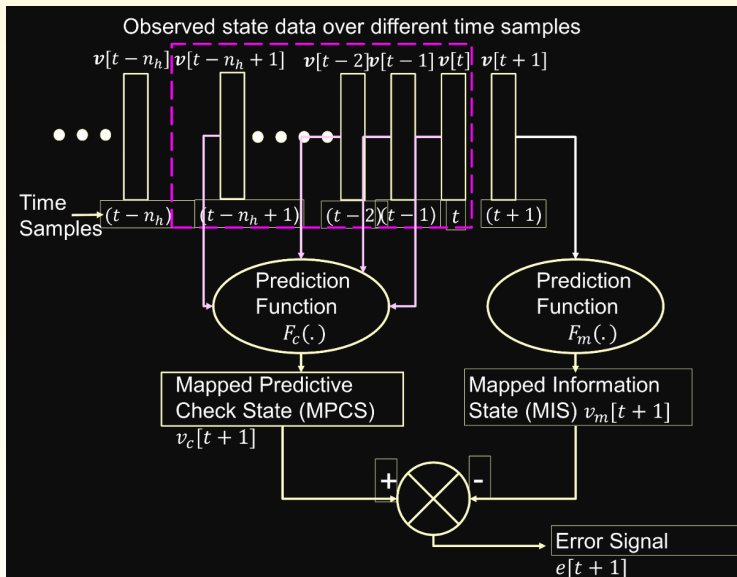 Observed state data over different time samples
v[t − n_h] v[t − n_h + 1] v[t − 2] v[t − 1] v[t] v[t + 1]
Time
Samples
(t − n_h) (t − n_h + 1) (t − 2) (t − 1) t (t + 1)
Prediction
Function
F_c(.)
Prediction
Function
F_m(.)
Mapped Predictive
Check State (MPCS)
v_c[t + 1]
Mapped Information
State (MIS) v_m[t + 1]
+ -
Error Signal
e[t + 1]